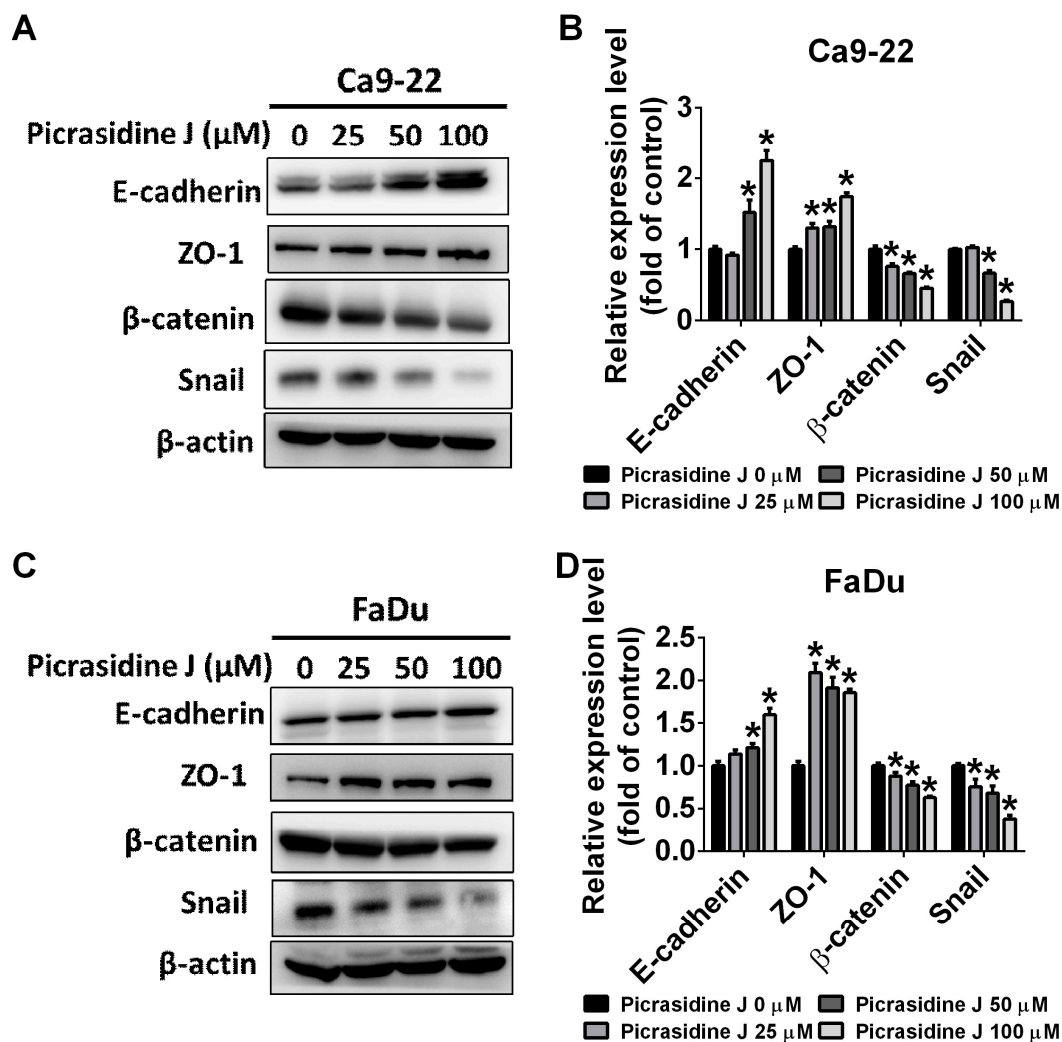 A
Ca9-22
Picrasidine J (μM) 0 25 50 100
E-cadherin
ZO-1
β-catenin
Snail
β-actin
B
Ca9-22
Relative expression level
(fold of control)
3
2
1
0
* * * * * * * * * *
E-cadherin
ZO-1
β-catenin
Snail
Picrasidine J 0 μM
Picrasidine J 50 μM
Picrasidine J 25 μM
Picrasidine J 100 μM
C
FaDu
Picrasidine J (μM) 0 25 50 100
E-cadherin
ZO-1
β-catenin
Snail
β-actin
D
FaDu
Relative expression level
(fold of control)
2.5
2.0
1.5
1.0
0.5
0.0
* * * * * * * * * * *
E-cadherin
ZO-1
β-catenin
Snail
Picrasidine J 0 μM
Picrasidine J 50 μM
Picrasidine J 25 μM
Picrasidine J 100 μM